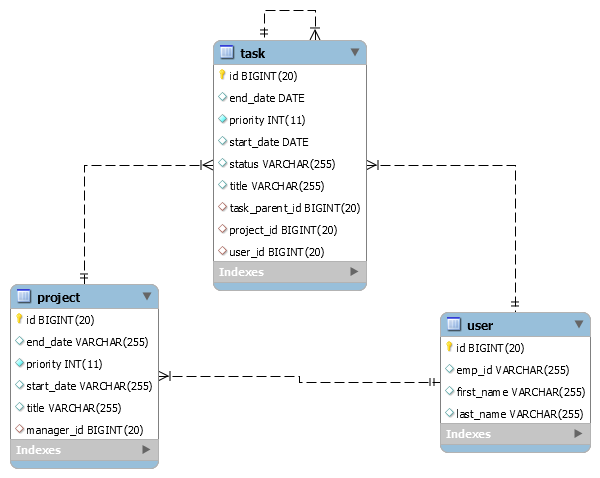 task
id BIGINT(20)
end_date DATE
priority INT(11)
start_date DATE
status VARCHAR(255)
title VARCHAR(255)
task_parent_id BIGINT(20)
project_id BIGINT(20)
user_id BIGINT(20)
Indexes
project
id BIGINT(20)
end_date VARCHAR(255)
priority INT(11)
start_date VARCHAR(255)
title VARCHAR(255)
manager_id BIGINT(20)
Indexes
user
id BIGINT(20)
emp_id VARCHAR(255)
first_name VARCHAR(255)
last_name VARCHAR(255)
Indexes